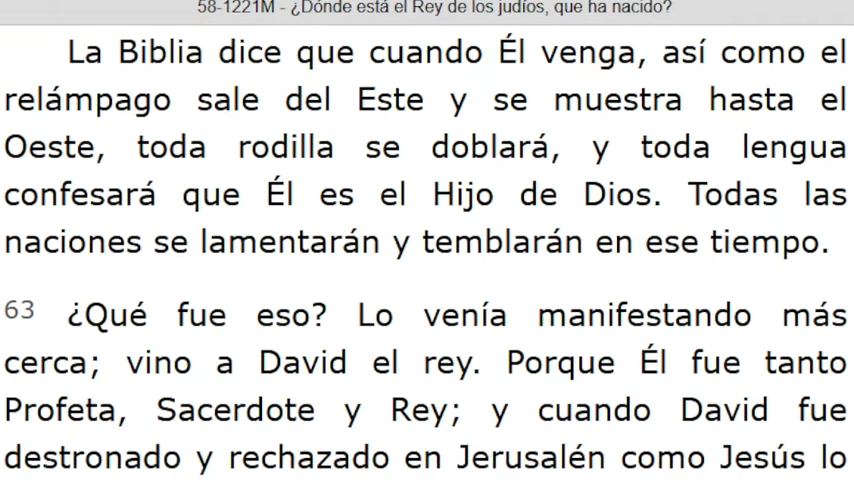 58-1221M - ¿Dónde está el Rey de los judíos, que ha nacido?
La Biblia dice que cuando Él venga, así como el
relámpago sale del Este y se muestra hasta el
Oeste, toda rodilla se doblará, y toda lengua
confesará que Él es el Hijo de Dios. Todas las
naciones se lamentarán y temblarán en ese tiempo.
63 ¿Qué fue eso? Lo venía manifestando más
cerca; vino a David el rey. Porque Él fue tanto
Profeta, Sacerdote y Rey; y cuando David fue
destronado y rechazado en Jerusalén como Jesús lo